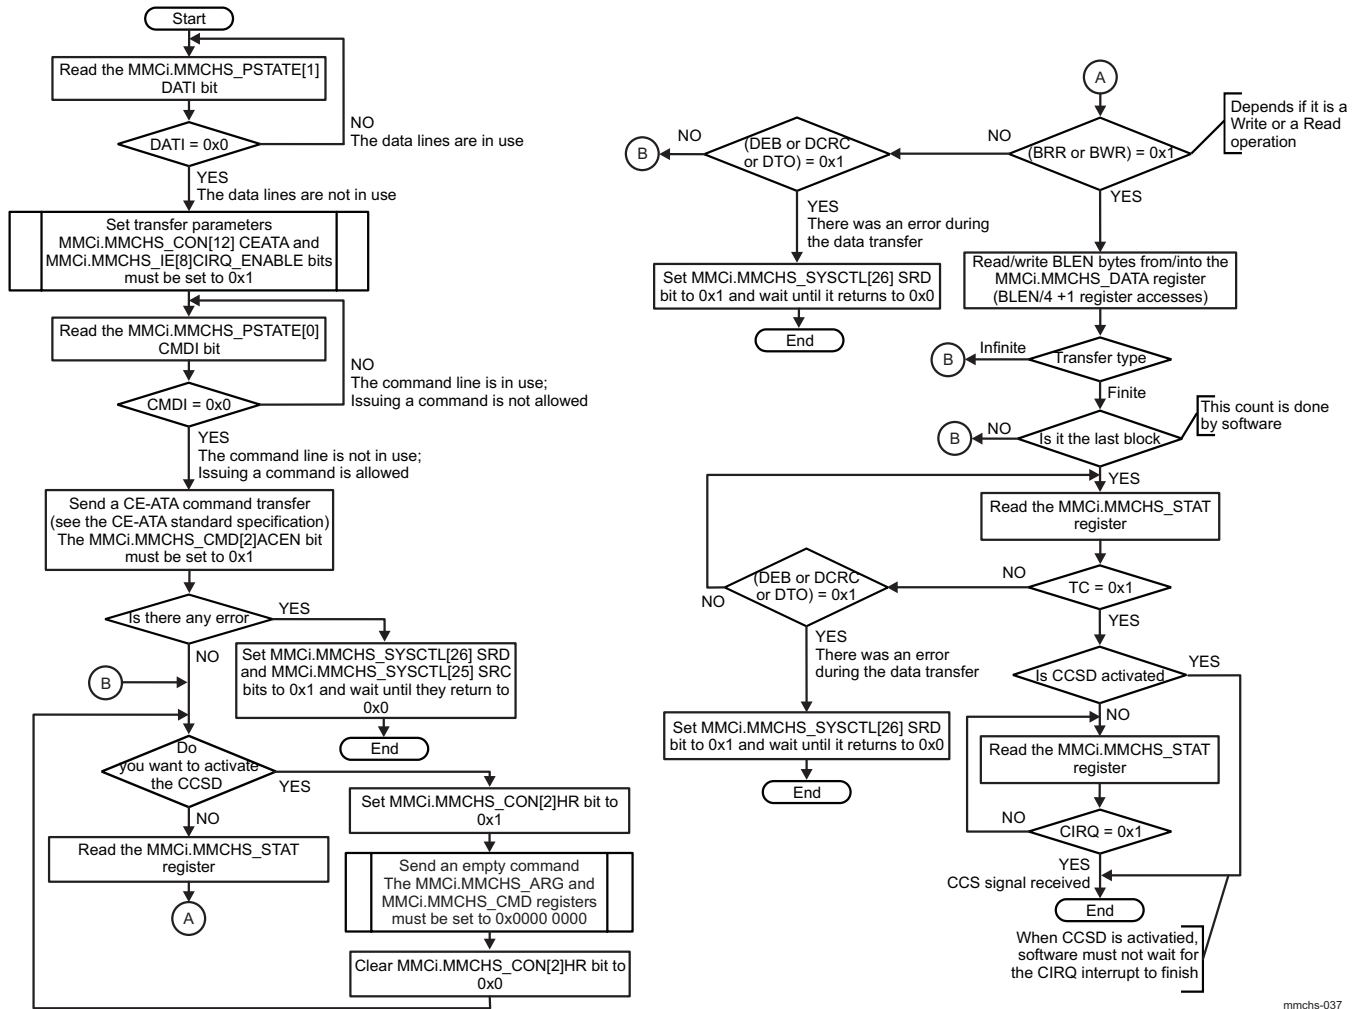 Start
Read the MMCi.MMCHS_PSTATE[1]
DATI bit
NO
The data lines are in use
DATI = 0x0
YES
The data lines are not in use
Set transfer parameters
MMCi.MMCHS_CON[12] CEATA and
MMCi.MMCHS_IE[8]CIRQ_ENABLE bits
must be set to 0x1
Read the MMCi.MMCHS_PSTATE[0]
CMDI bit
NO
The command line is in use;
Issuing a command is not allowed
CMDI = 0x0
YES
The command line is not in use;
Issuing a command is allowed
Send a CE-ATA command transfer
(see the CE-ATA standard specification)
The MMCi.MMCHS_CMD[2]ACEN bit
must be set to 0x1
Is there any error
YES
NO
Set MMCi.MMCHS_SYSCTL[26] SRD
and MMCi.MMCHS_SYSCTL[25] SRC
bits to 0x1 and wait until they return to
0x0
End
B
Do
you want to activate
the CCSD
YES
NO
Set MMCi.MMCHS_CON[2]HR bit to
0x1
Read the MMCi.MMCHS_STAT
register
A
Send an empty command
The MMCi.MMCHS_ARG and
MMCi.MMCHS_CMD registers
must be set to 0x0000 0000
Clear MMCi.MMCHS_CON[2]HR bit to
0x0
A
Depends if it is a
Write or a Read
operation
(BRR or BWR) = 0x1
NO
YES
(DEB or DCRC
or DTO) = 0x1
NO
B
YES
There was an error during
the data transfer
Set MMCi.MMCHS_SYSCTL[26] SRD
bit to 0x1 and wait until it returns to 0x0
End
Read/write BLEN bytes from/into the
MMCi.MMCHS_DATA register
(BLEN/4 +1 register accesses)
Transfer type
Infinite
B
Finite
Is it the last block
This count is done
by software
NO
B
YES
Read the MMCi.MMCHS_STAT
register
TC = 0x1
NO
YES
(DEB or DCRC
or DTO) = 0x1
NO
YES
There was an error
during the data transfer
Set MMCi.MMCHS_SYSCTL[26] SRD
bit to 0x1 and wait until it returns to 0x0
End
Is CCSD activated
YES
NO
Read the MMCi.MMCHS_STAT
register
CIRQ = 0x1
NO
YES
CCS signal received
End
When CCSD is activatied,
software must not wait for
the CIRQ interrupt to finish
mmchs-037